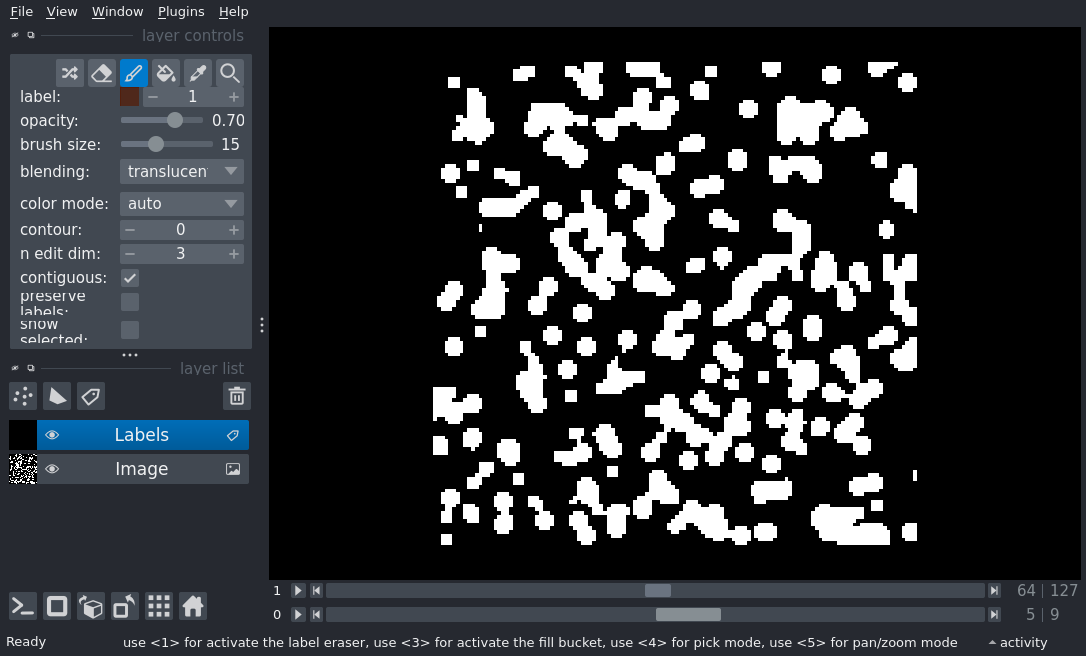 File View Window Plugins Help
layer controls
label: 1
opacity: 0.70
brush size: 15
blending: translucen
color mode: auto
contour: 0
n edit dim: 3
contiguous:
preserve
labels:
show
selected:
layer list
Labels
Image
1 64 | 127
0 5 | 9
Ready use <1> for activate the label eraser, use <3> for activate the fill bucket, use <4> for pick mode, use <5> for pan/zoom mode activity